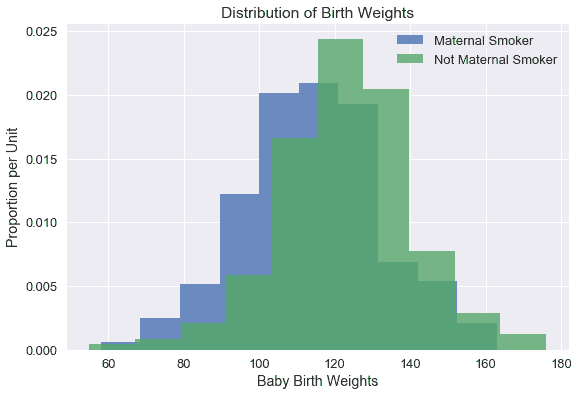 Distribution of Birth Weights
Maternal Smoker
Not Maternal Smoker
Proportion per Unit
0.025
0.020
0.015
0.010
0.005
0.000
60
80
100
120
140
160
180
Baby Birth Weights